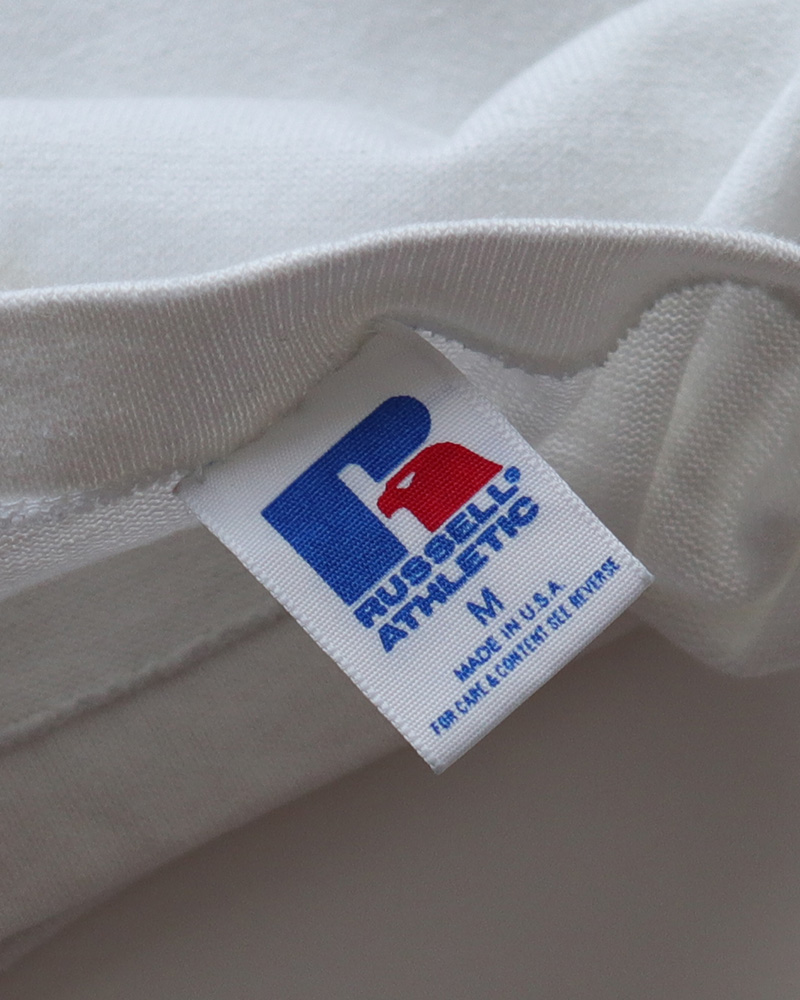 RUSSELL®
ATHLETIC
M
MADE IN U.S.A.
FOR CARE & CONTENT SEE REVERSE